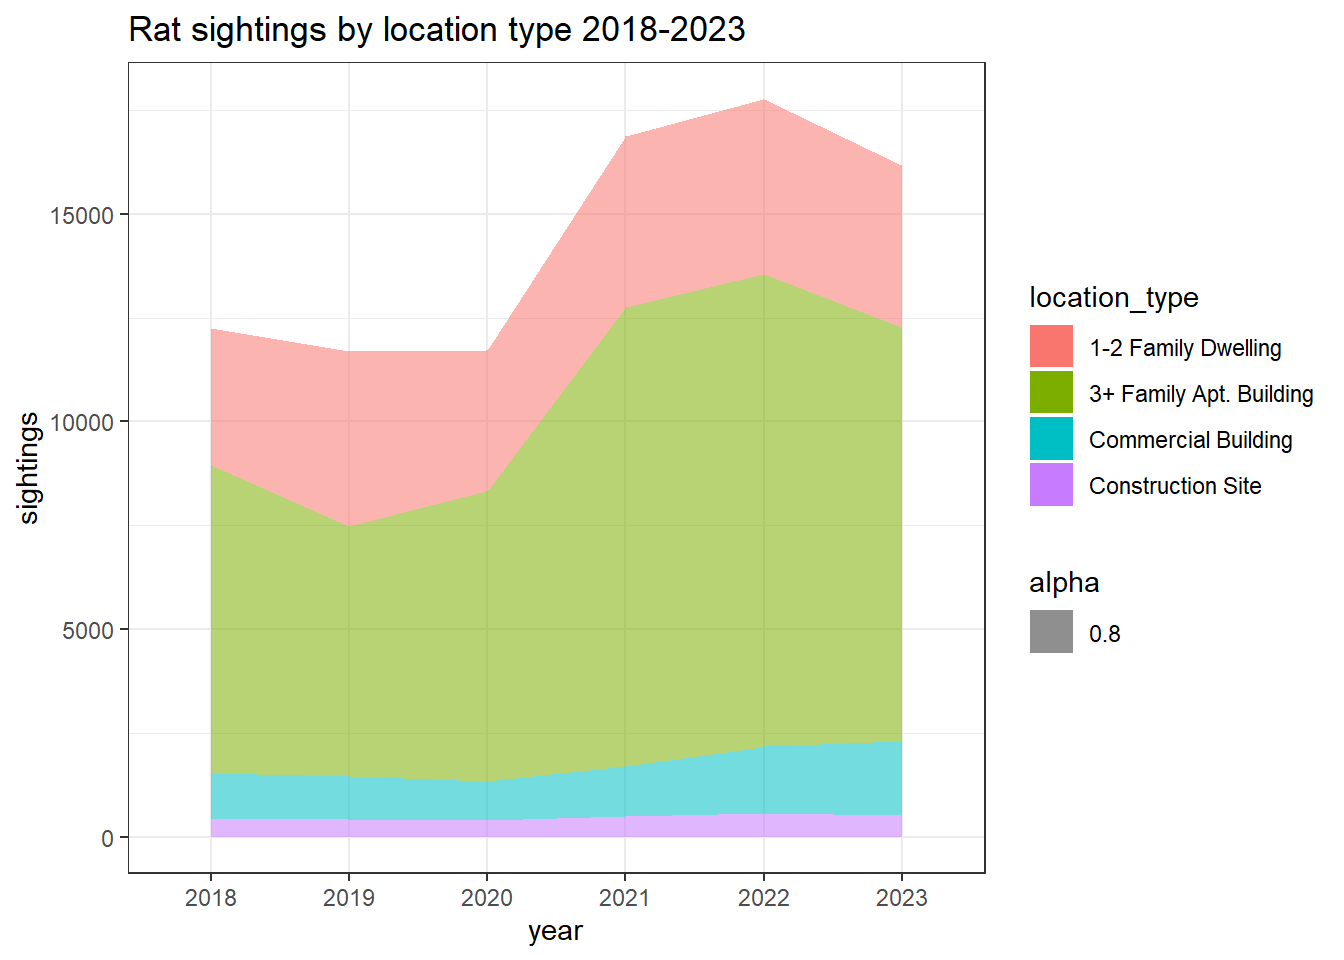 Rat sightings by location type 2018-2023
sightings
15000
10000
5000
0
2018 2019 2020 2021 2022 2023
year
location_type
1-2 Family Dwelling
3+ Family Apt. Building
Commercial Building
Construction Site
alpha
0.8